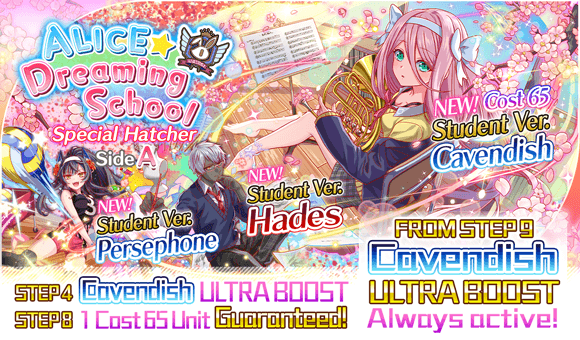 ALICE★
Dreaming
School
Special Hatcher
Side A
NEW!
Student Ver.
Persephone
NEW!
Student Ver.
Hades
NEW! Cost 65
Student Ver.
Cavendish
STEP 4 Cavendish ULTRA BOOST
STEP 8 1 Cost 65 Unit Guaranteed!
FROM STEP 9
Cavendish
ULTRA BOOST
Always active!